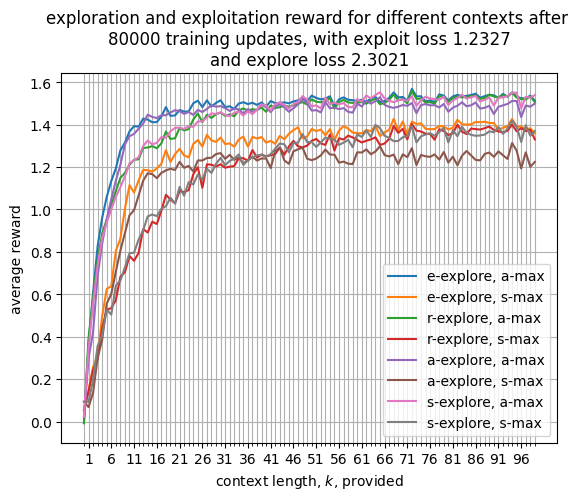 exploration and exploitation reward for different contexts after
80000 training updates, with exploit loss 1.2327
and explore loss 2.3021
1.6
1.4
1.2
1.0
0.8
0.6
0.4
0.2
0.0
average reward
e-explore, a-max
e-explore, s-max
r-explore, a-max
r-explore, s-max
a-explore, a-max
a-explore, s-max
s-explore, a-max
s-explore, s-max
1 6 11 16 21 26 31 36 41 46 51 56 61 66 71 76 81 86 91 96
context length, k, provided